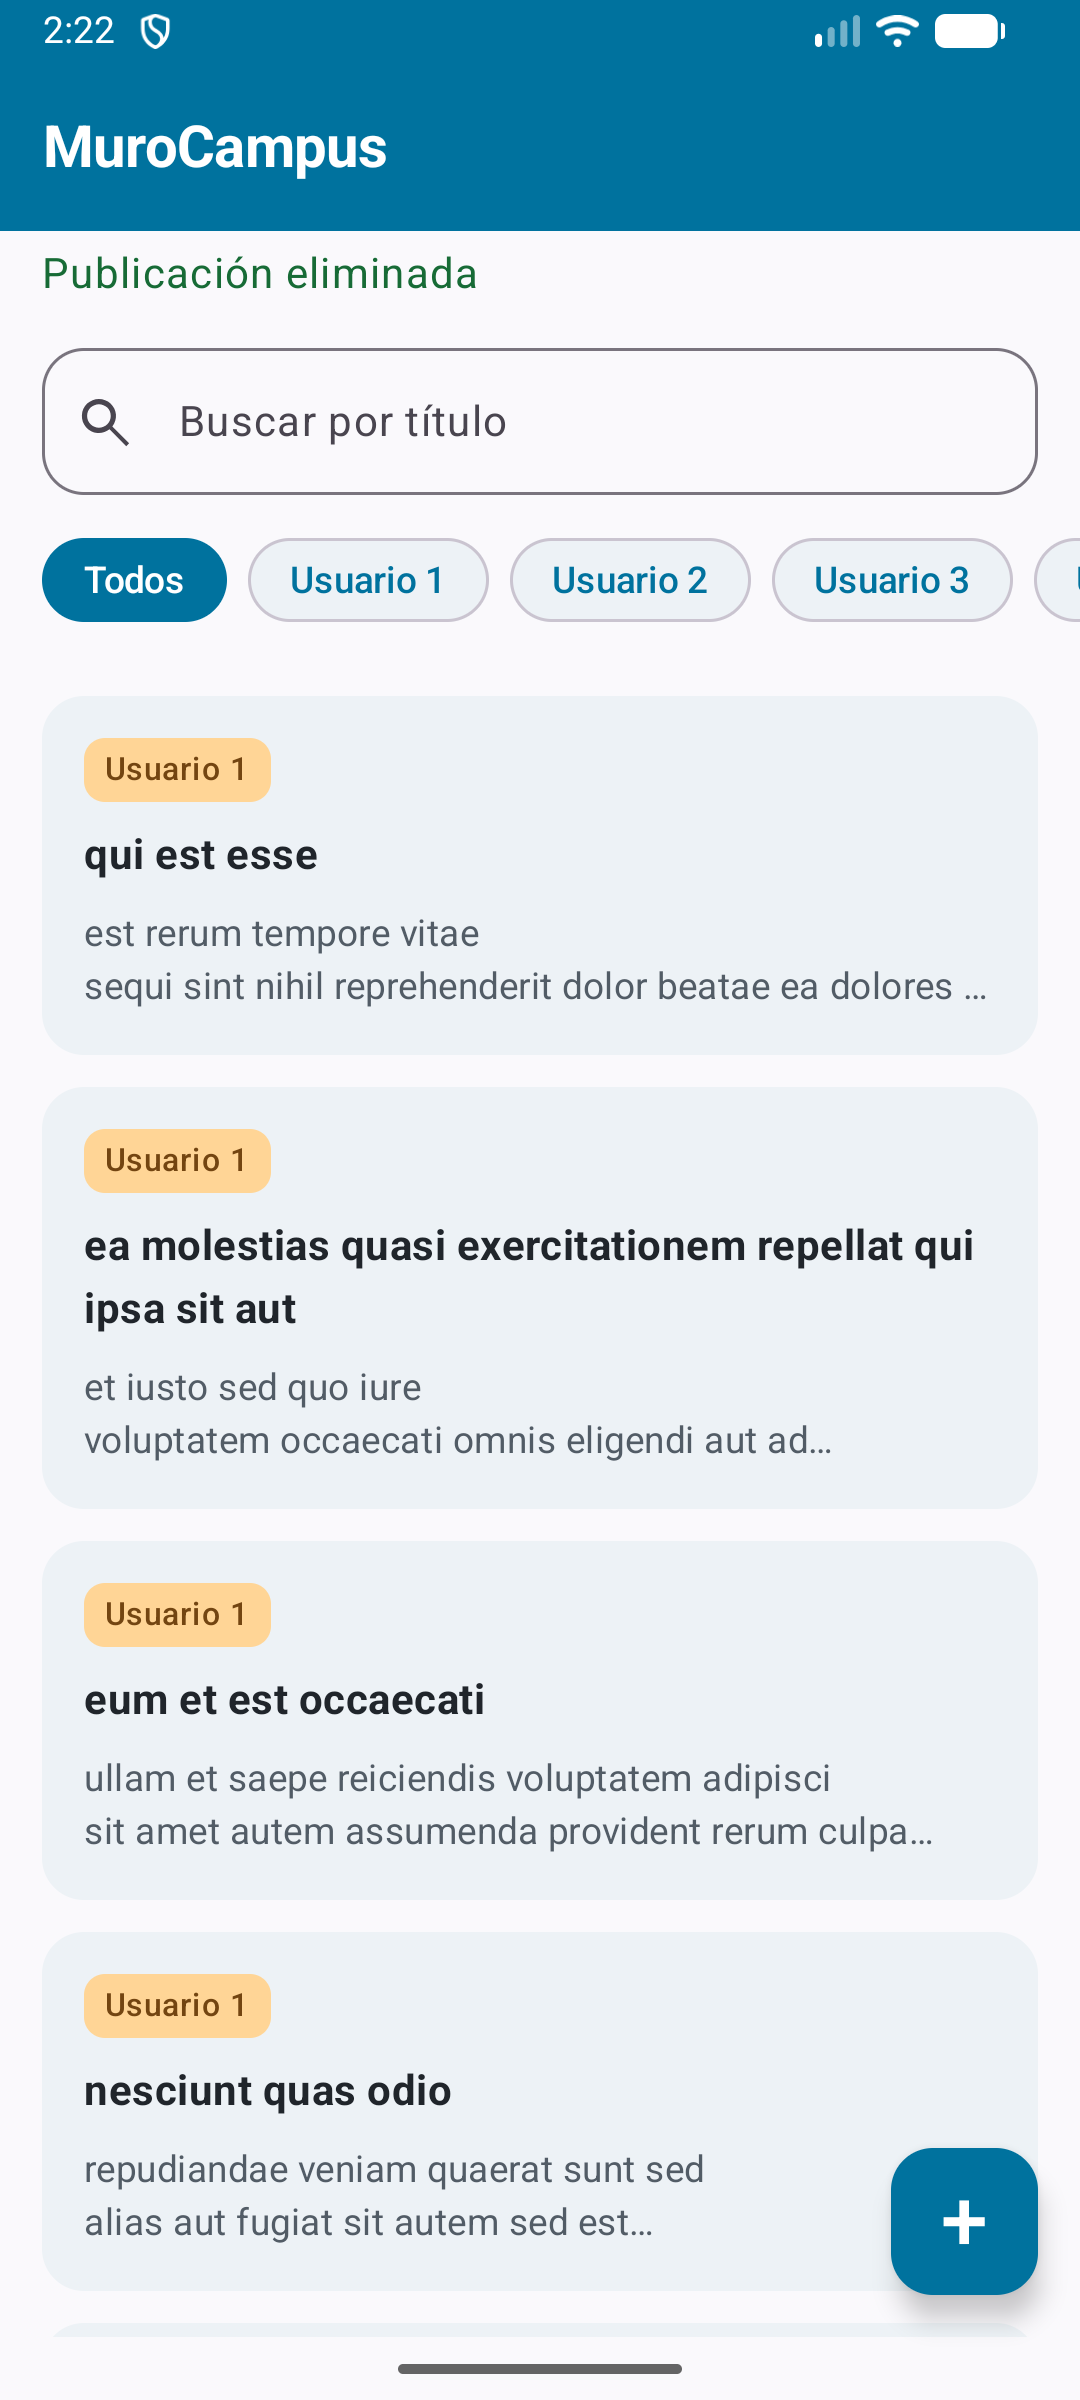 2:22
MuroCampus
Publicación eliminada
Buscar por título
Todos
Usuario 1
Usuario 2
Usuario 3
Usuario 1
qui est esse
est rerum tempore vitae
sequi sint nihil reprehenderit dolor beatae ea dolores ...
Usuario 1
ea molestias quasi exercitationem repellat qui
ipsa sit aut
et iusto sed quo iure
voluptatem occaecati omnis eligendi aut ad...
Usuario 1
eum et est occaecati
ullam et saepe reiciendis voluptatem adipisci
sit amet autem assumenda provident rerum culpa...
Usuario 1
nesciunt quas odio
repudiandae veniam quaerat sunt sed
alias aut fugiat sit autem sed est...
+